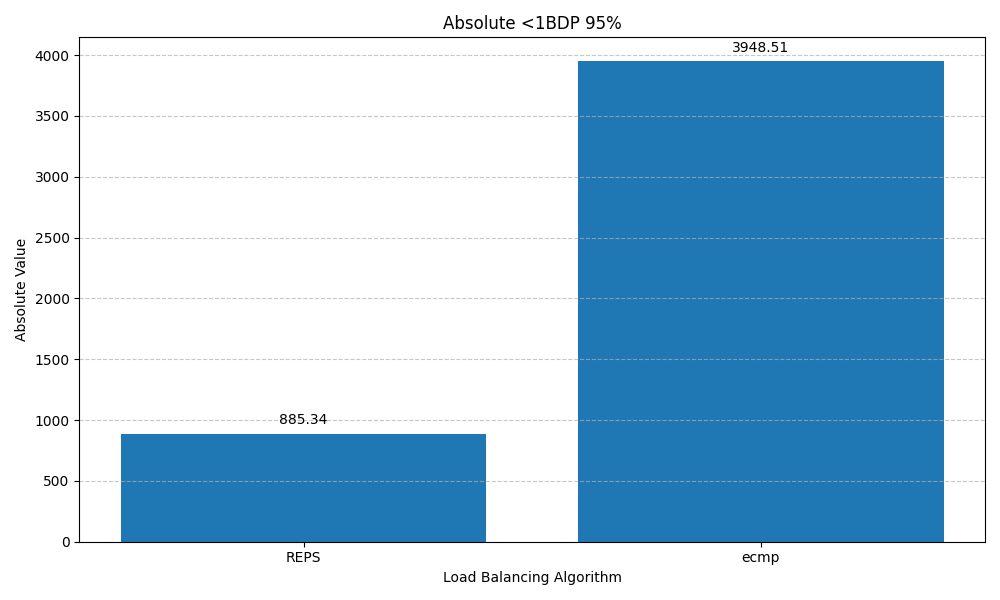 Absolute <1BDP 95%
3948.51
885.34
4000
3500
3000
2500
2000
1500
1000
500
0
Absolute Value
REPS
ecmp
Load Balancing Algorithm